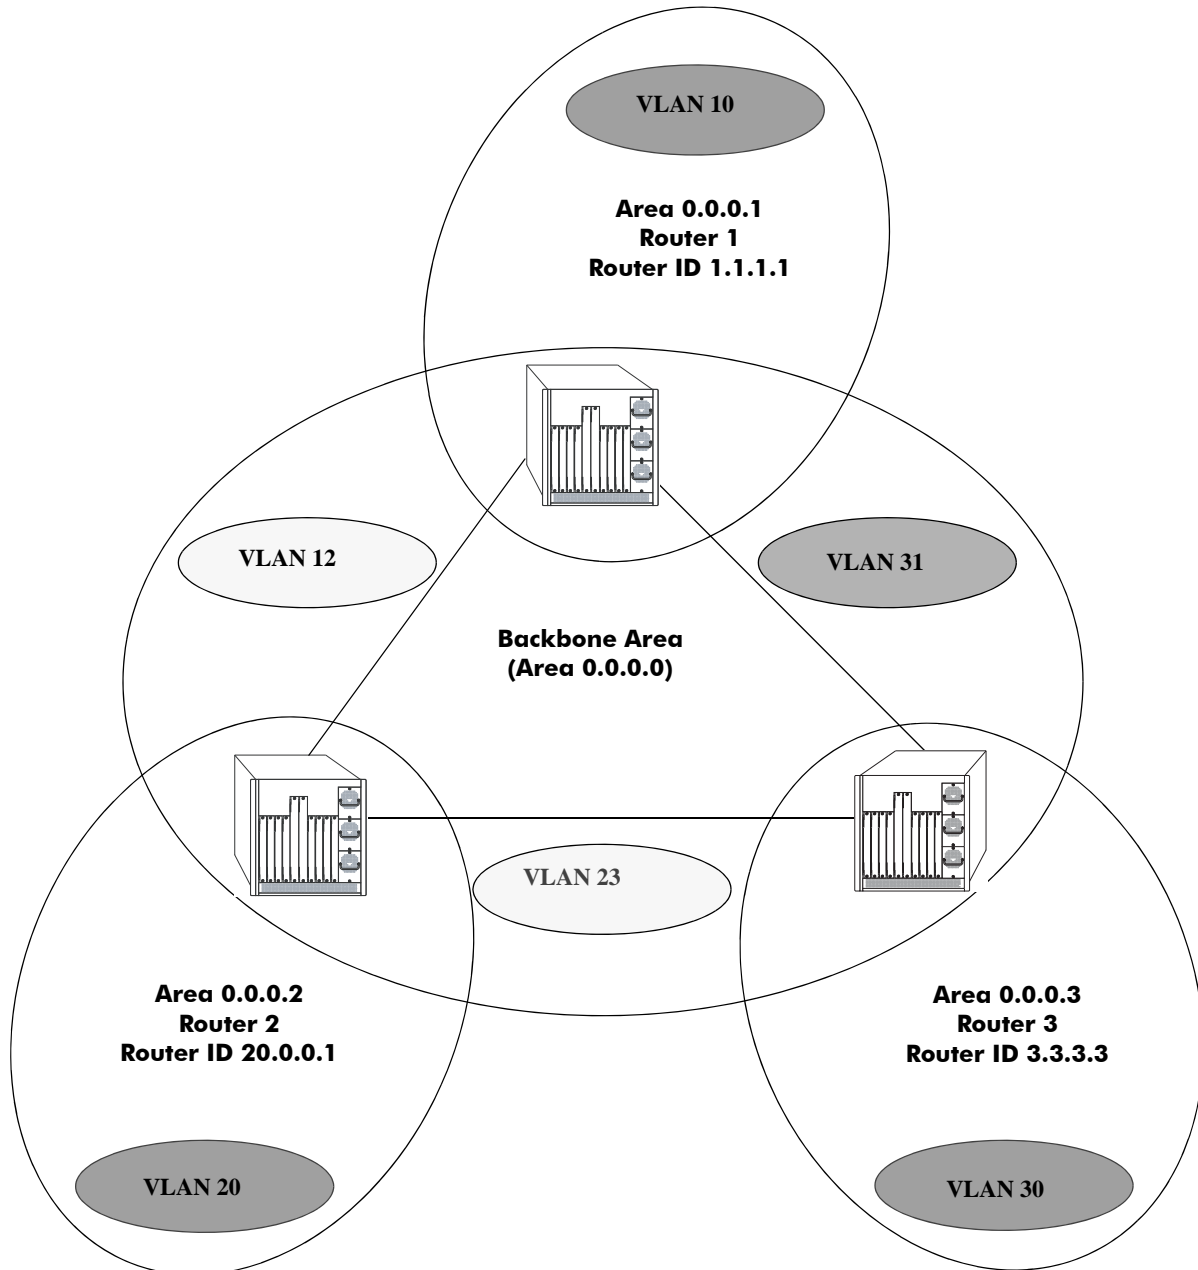 VLAN 10
Area 0.0.0.1
Router 1
Router ID 1.1.1.1
VLAN 12
VLAN 31
Backbone Area
(Area 0.0.0.0)
VLAN 23
Area 0.0.0.2
Router 2
Router ID 20.0.0.1
Area 0.0.0.3
Router 3
Router ID 3.3.3.3
VLAN 20
VLAN 30